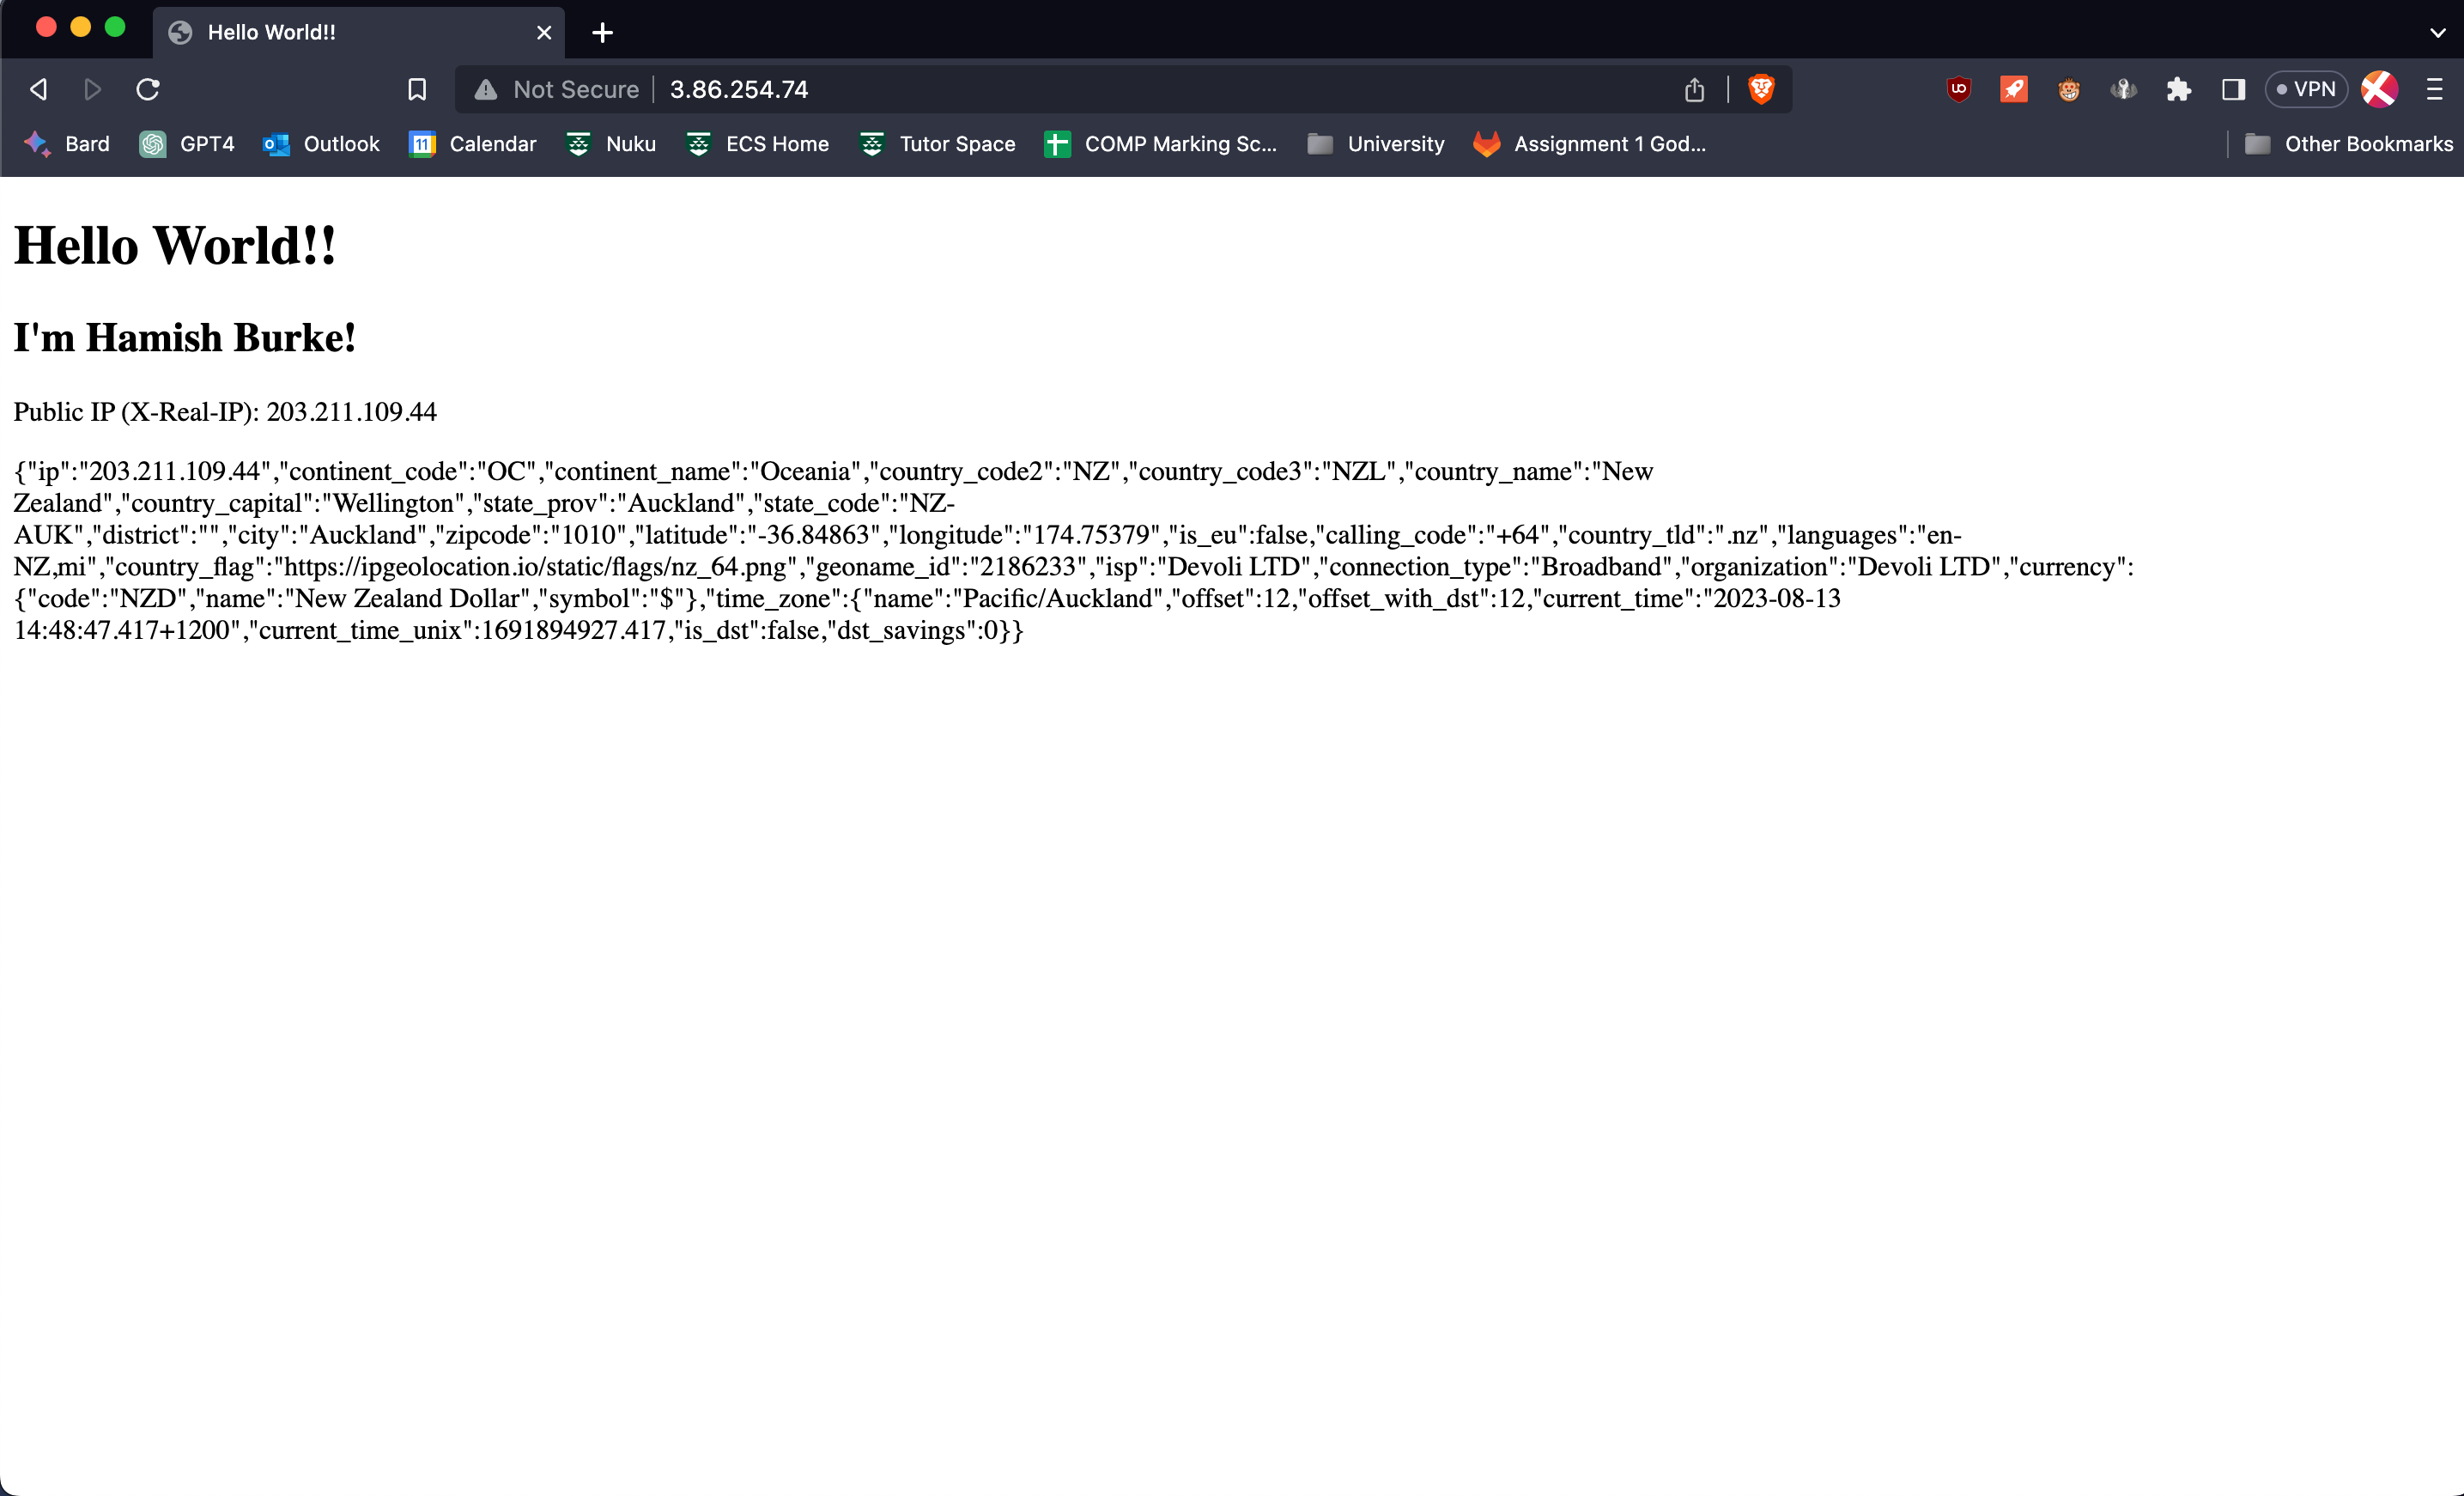 Hello World!!
Not Secure 3.86.254.74 VPN
Bard GPT4 Outlook 11 Calendar Nuku ECS Home Tutor Space COMP Marking Sc... University Assignment 1 God... Other Bookmarks
Hello World!!
I'm Hamish Burke!
Public IP (X-Real-IP): 203.211.109.44
{"ip":"203.211.109.44","continent_code":"OC","continent_name":"Oceania","country_code2":"NZ","country_code3":"NZL","country_name":"New
Zealand","country_capital":"Wellington","state_prov":"Auckland","state_code":"NZ-
AUK","district":"","city":"Auckland","zipcode":"1010","latitude":"-36.84863","longitude":"174.75379","is_eu":false,"calling_code":"+64","country_tld":".nz","languages":"en-
NZ,mi","country_flag":"https://ipgeolocation.io/static/flags/nz_64.png","geoname_id":"2186233","isp":"Devoli LTD","connection_type":"Broadband","organization":"Devoli LTD","currency":
{"code":"NZD","name":"New Zealand Dollar","symbol":"$"},"time_zone":{"name":"Pacific/Auckland","offset":12,"offset_with_dst":12,"current_time":"2023-08-13
14:48:47.417+1200","current_time_unix":1691894927.417,"is_dst":false,"dst_savings":0}}